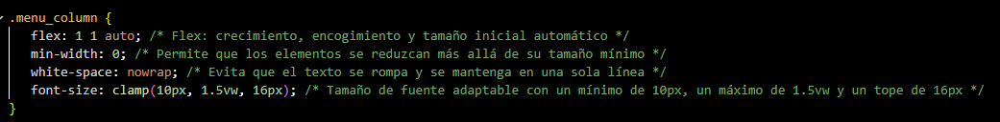 .menu_column {
flex: 1 1 auto; /* Flex: crecimiento, encogimiento y tamaño inicial automático */
min-width: 0; /* Permite que los elementos se reduzcan más allá de su tamaño mínimo */
white-space: nowrap; /* Evita que el texto se rompa y se mantenga en una sola línea */
font-size: clamp(10px, 1.5vw, 16px); /* Tamaño de fuente adaptable con un mínimo de 10px, un máximo de 1.5vw y un tope de 16px */
}